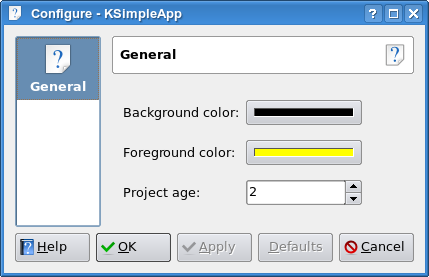 Configure - KSimpleApp
General
General
Background color:
Foreground color:
Project age: 2
Help OK Apply Defaults Cancel